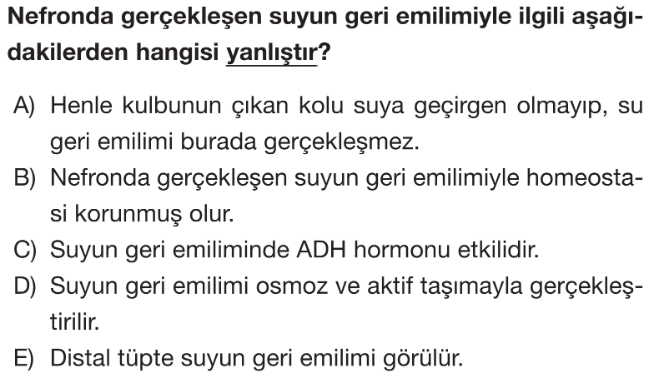 Nefronda gerçekleşen suyun geri emilimiyle ilgili aşağı-
dakilerden hangisi yanlıştır?
A) Henle kulbunun çıkan kolu suya geçirgen olmayıp, su
geri emilimi burada gerçekleşmez.
B) Nefronda gerçekleşen suyun geri emilimiyle homeosta-
si korunmuş olur.
C) Suyun geri emiliminde ADH hormonu etkilidir.
D) Suyun geri emilimi osmoz ve aktif taşımayla gerçekleş-
tirilir.
E) Distal tüpte suyun geri emilimi görülür.